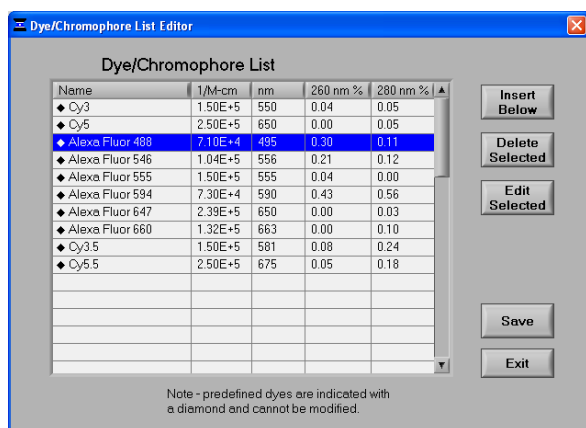 Dye/Chromophore List Editor
Dye/Chromophore List
Name 1/M-cm nm 260 nm % 280 nm %
◆ Cy3 1.50E+5 550 0.04 0.05
◆ Cy5 2.50E+5 650 0.00 0.05
◆ Alexa Fluor 488 7.10E+4 495 0.30 0.11
◆ Alexa Fluor 546 1.04E+5 556 0.21 0.12
◆ Alexa Fluor 555 1.50E+5 555 0.04 0.00
◆ Alexa Fluor 594 7.30E+4 590 0.43 0.56
◆ Alexa Fluor 647 2.39E+5 650 0.00 0.03
◆ Alexa Fluor 660 1.32E+5 663 0.00 0.10
◆ Cy3.5 1.50E+5 581 0.08 0.24
◆ Cy5.5 2.50E+5 675 0.05 0.18
Insert
Below
Delete
Selected
Edit
Selected
Save
Exit
Note - predefined dyes are indicated with
a diamond and cannot be modified.